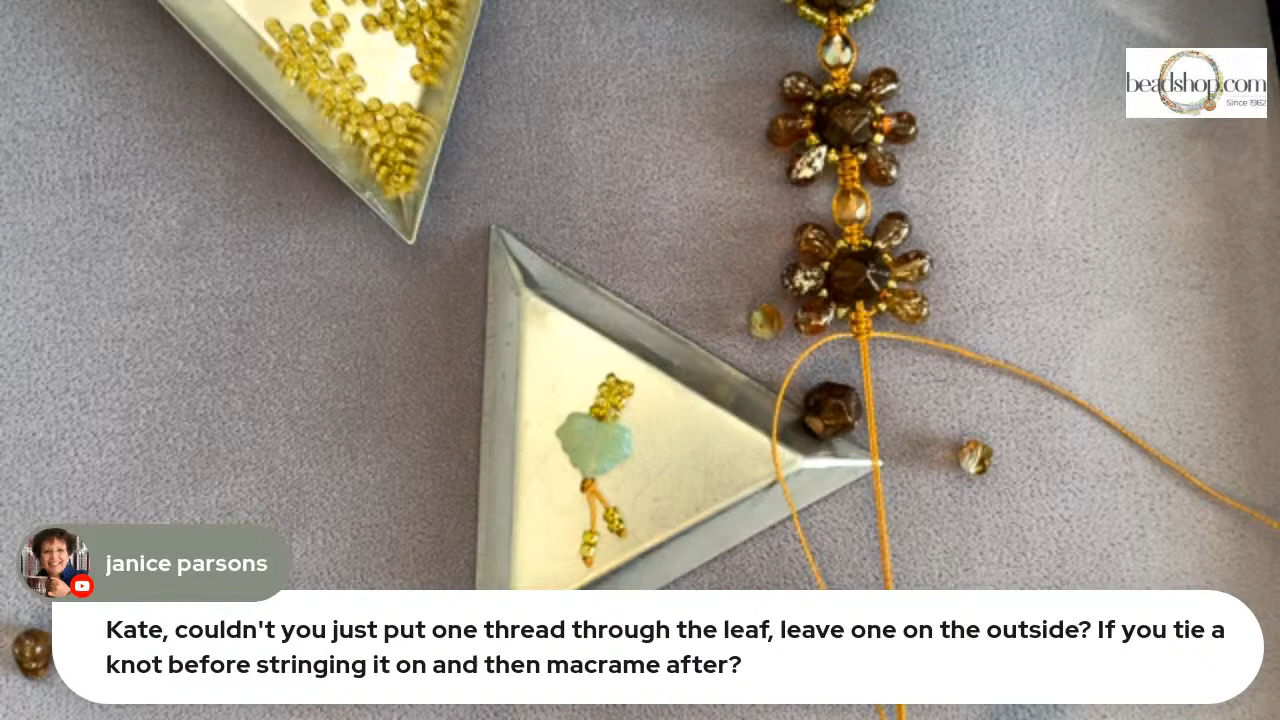 beadshop.com
Since 1982
janice parsons
Kate, couldn't you just put one thread through the leaf, leave one on the outside? If you tie a
knot before stringing it on and then macrame after?